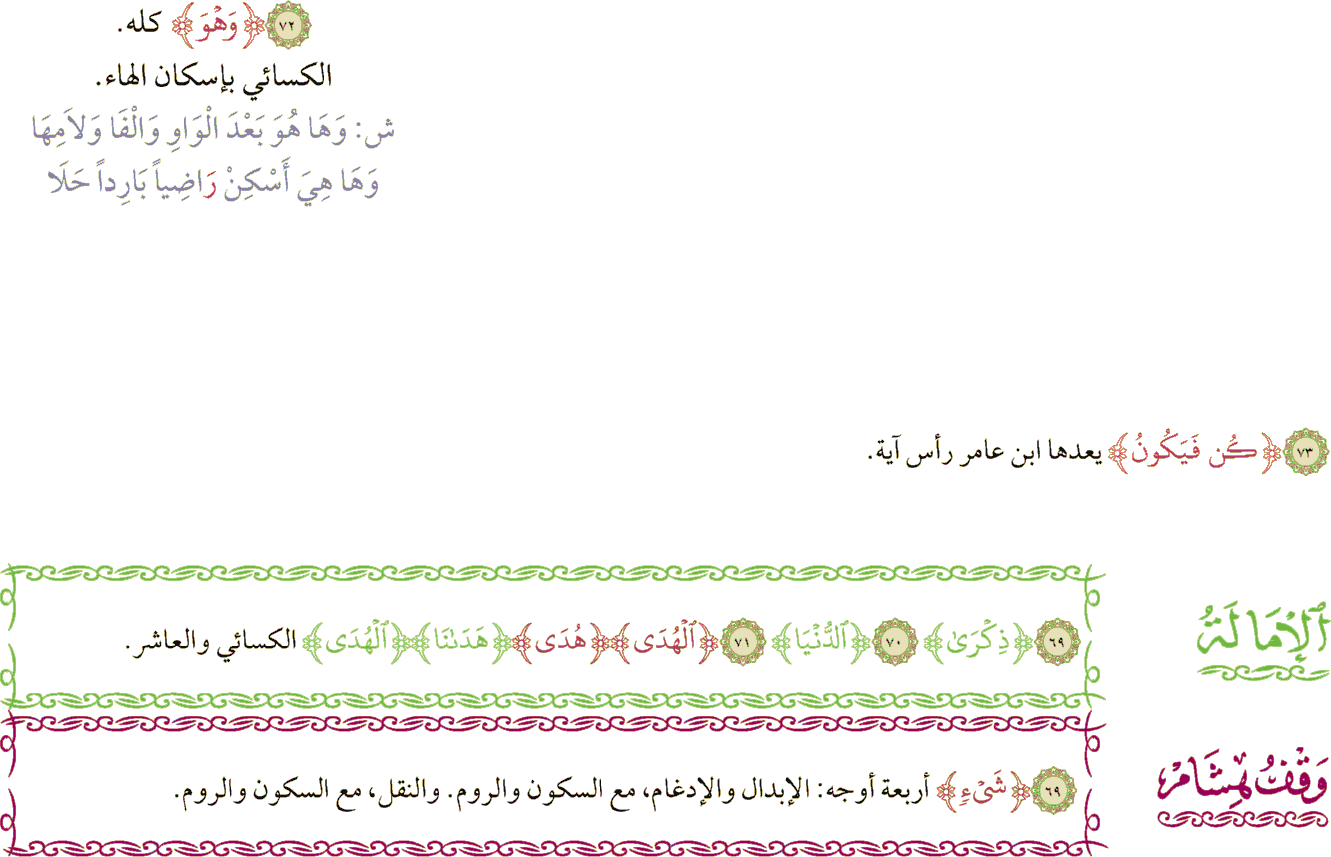 ٧٢ ﴿وَهْوَ﴾ كله.
الكسائي بإسكان الهاء.
ش: وَهَا هُوَ بَعْدَ الْوَاوِ وَالْفَا وَلَامِهَا
وَهَا هِيَ أَسْكِنْ رَاضِياً بَارِداً حَلَا
٧٣ ﴿كُن فَيَكُونُ﴾ يعدها ابن عامر رأس آية.
ٱلْإِمَالَةُ
٦٩ ﴿ذِكْرَىٰ﴾ ٧٠ ﴿ٱلدُّنْيَا﴾ ٧١ ﴿ٱلْهُدَى﴾ ﴿هُدَى﴾ ﴿هَدَىٰنَا﴾ ﴿ٱلْهُدَى﴾ الكسائي والعاشر.
وَقْفُ هِشَامْ
٦٩ ﴿شَىْءٍ﴾ أربعة أوجه: الإبدال والإدغام، مع السكون والروم. والنقل، مع السكون والروم.